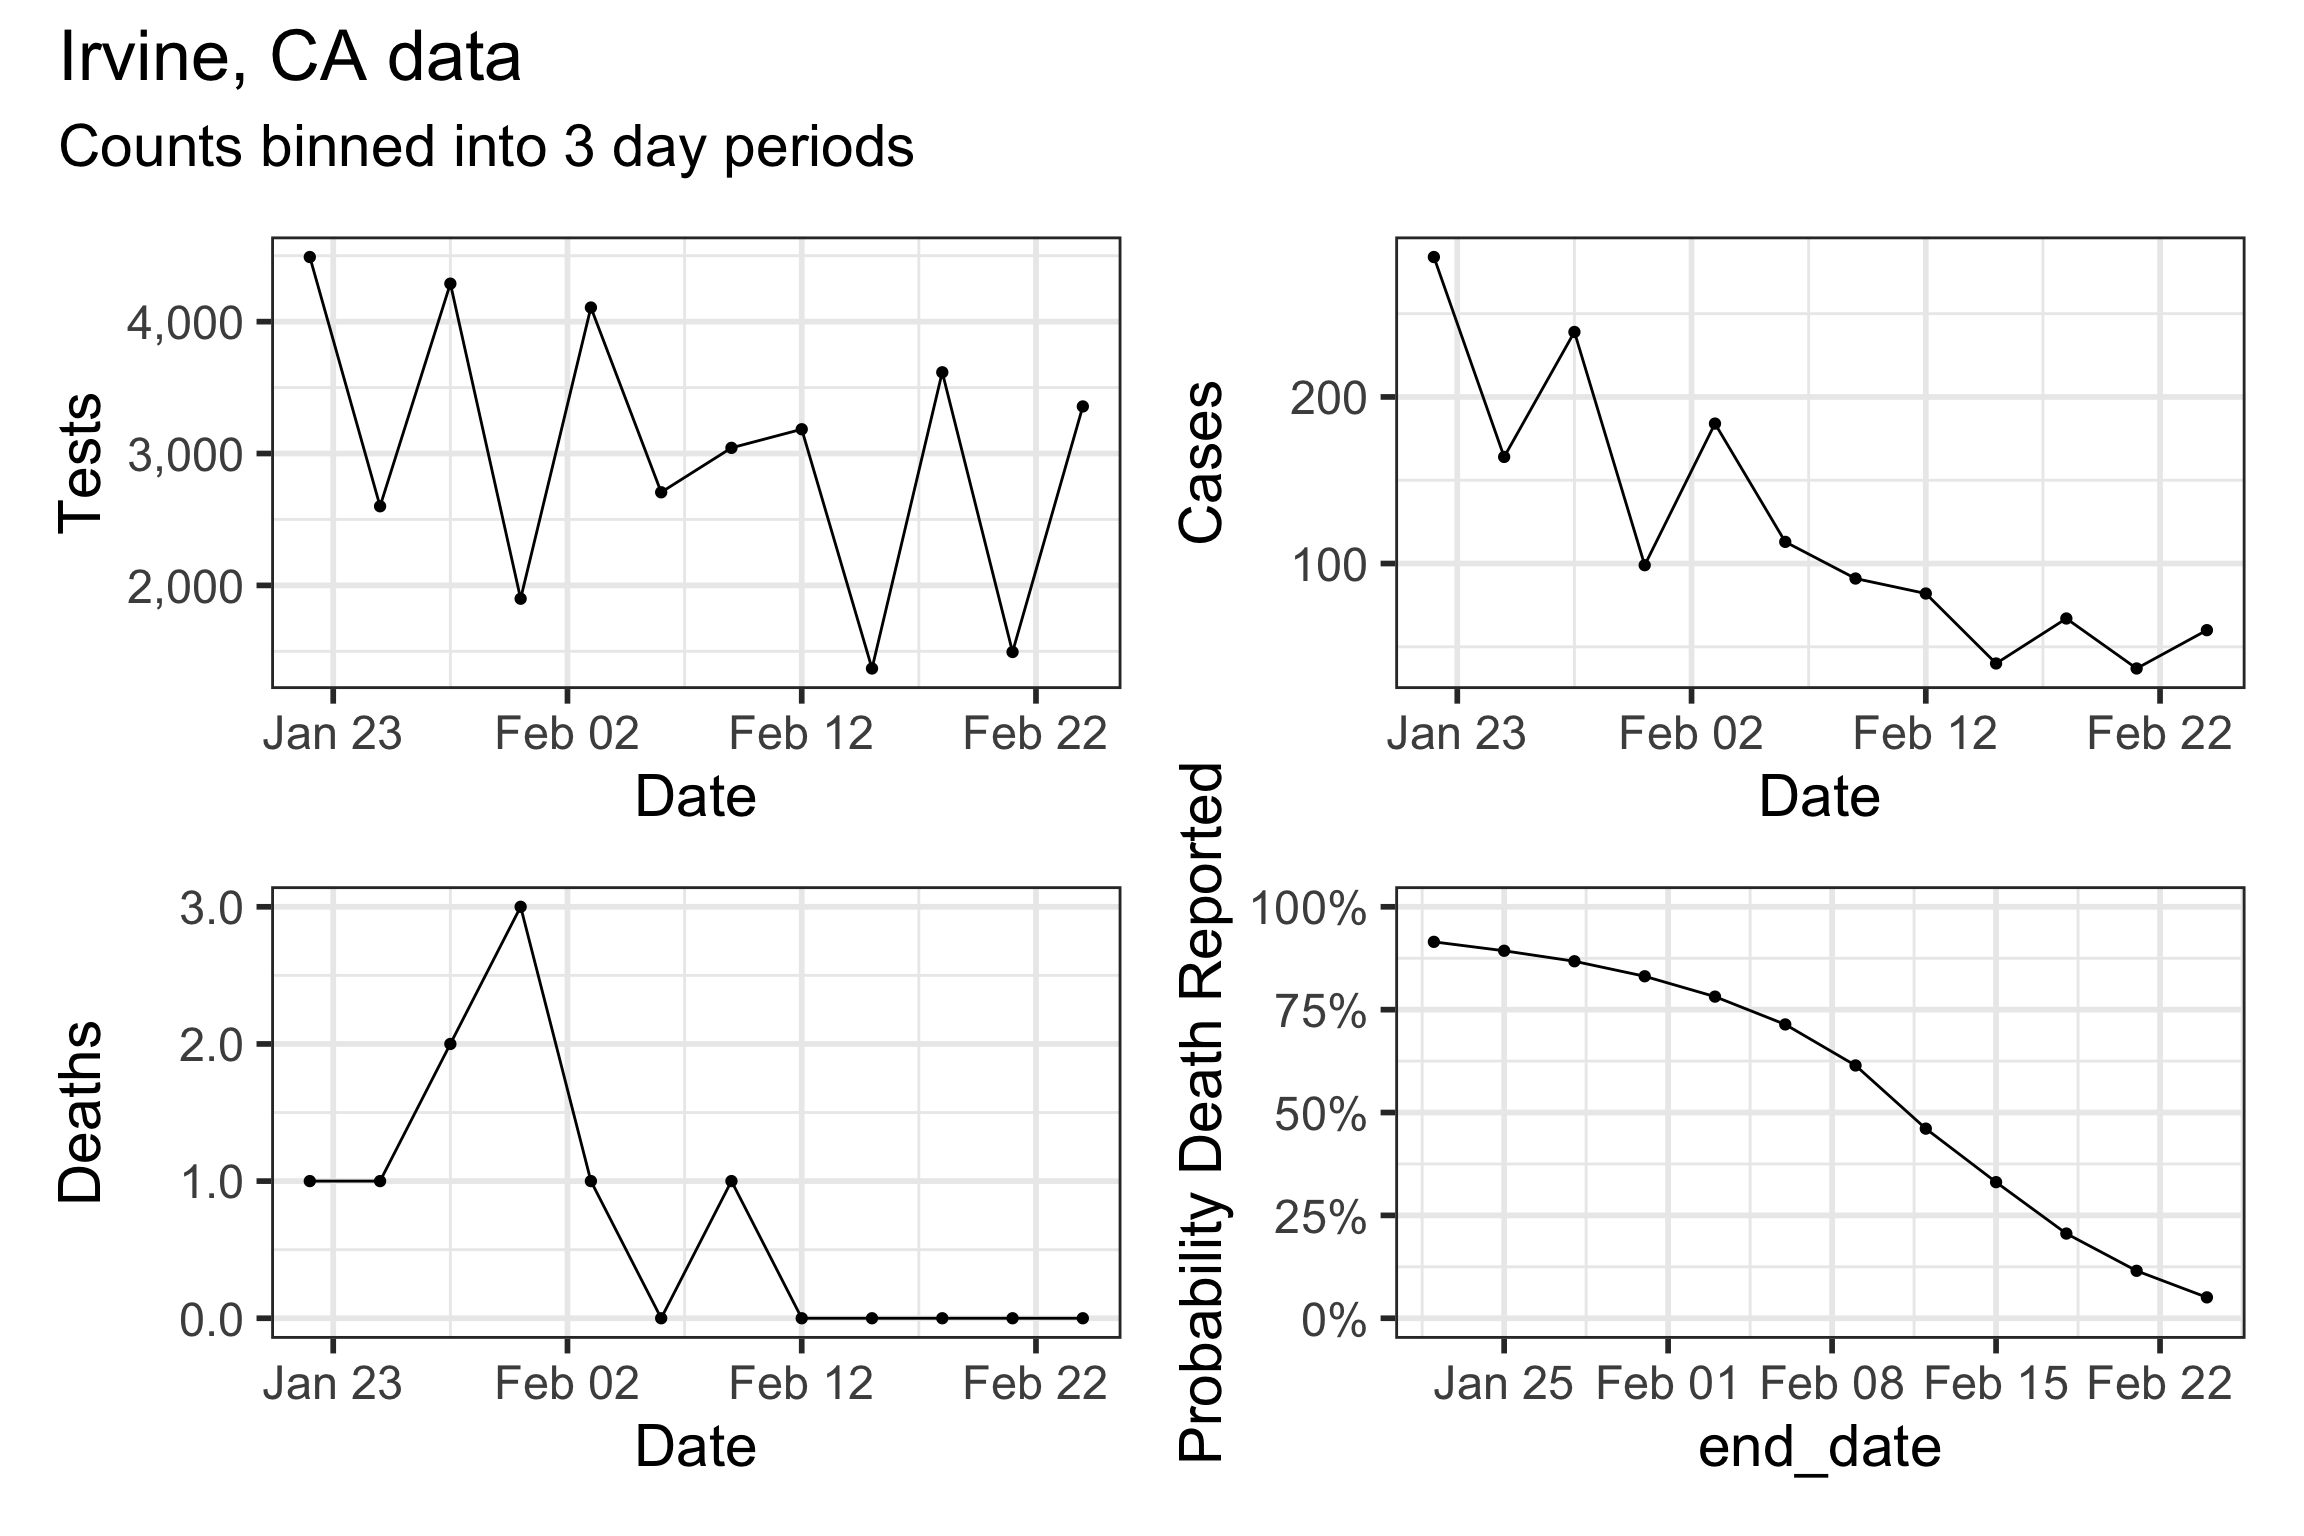 Irvine, CA data
Counts binned into 3 day periods
Tests
4,000
3,000
2,000
Jan 23 Feb 02 Feb 12 Feb 22
Date
Cases
200
100
Jan 23 Feb 02 Feb 12 Feb 22
Date
Deaths
3.0
2.0
1.0
0.0
Jan 23 Feb 02 Feb 12 Feb 22
Date
Probability Death Reported
100%
75%
50%
25%
0%
Jan 25 Feb 01 Feb 08 Feb 15 Feb 22
end_date